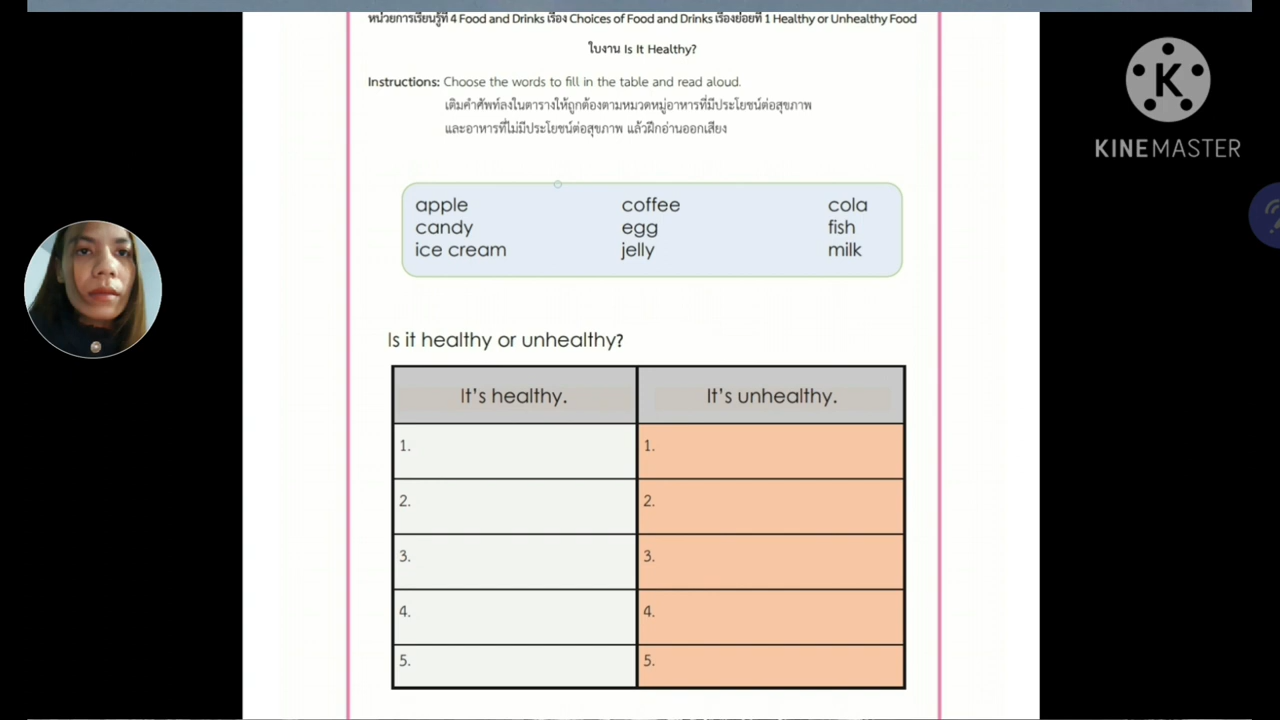 หน่วยการเรียนรู้ที่ 4 Food and Drinks เรื่อง Choices of Food and Drinks เรื่องย่อยที่ 1 Healthy or Unhealthy Food
ใบงาน Is It Healthy?
Instructions: Choose the words to fill in the table and read aloud.
เติมคำศัพท์ลงในตารางให้ถูกต้องตามหมวดหมู่อาหารที่มีประโยชน์ต่อสุขภาพ
และอาหารที่ไม่มีประโยชน์ต่อสุขภาพ แล้วฝึกอ่านออกเสียง
apple coffee cola
candy egg fish
ice cream jelly milk
Is it healthy or unhealthy?
It's healthy. It's unhealthy.
1. 1.
2. 2.
3. 3.
4. 4.
5. 5.
K
KINEMASTER